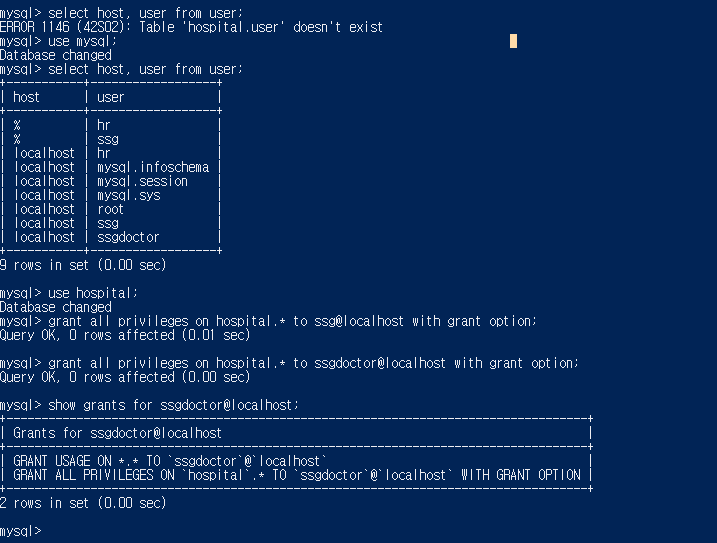 mysql> select host, user from user;
ERROR 1146 (42S02): Table 'hospital.user' doesn't exist
mysql> use mysql;
Database changed
mysql> select host, user from user;
+-----------+------------------+
| host      | user             |
+-----------+------------------+
| %         | hr               |
| %         | ssg              |
| localhost | hr               |
| localhost | mysql.infoschema |
| localhost | mysql.session    |
| localhost | mysql.sys        |
| localhost | root             |
| localhost | ssg              |
| localhost | ssgdoctor        |
+-----------+------------------+
9 rows in set (0.00 sec)
mysql> use hospital;
Database changed
mysql> grant all privileges on hospital.* to ssg@localhost with grant option;
Query OK, 0 rows affected (0.01 sec)
mysql> grant all privileges on hospital.* to ssgdoctor@localhost with grant option;
Query OK, 0 rows affected (0.00 sec)
mysql> show grants for ssgdoctor@localhost;
+----------------------------------------------------------------------------------+
| Grants for ssgdoctor@localhost                                                   |
+----------------------------------------------------------------------------------+
| GRANT USAGE ON *.* TO `ssgdoctor`@`localhost`                                    |
| GRANT ALL PRIVILEGES ON `hospital`.* TO `ssgdoctor`@`localhost` WITH GRANT OPTION |
+----------------------------------------------------------------------------------+
2 rows in set (0.00 sec)
mysql>